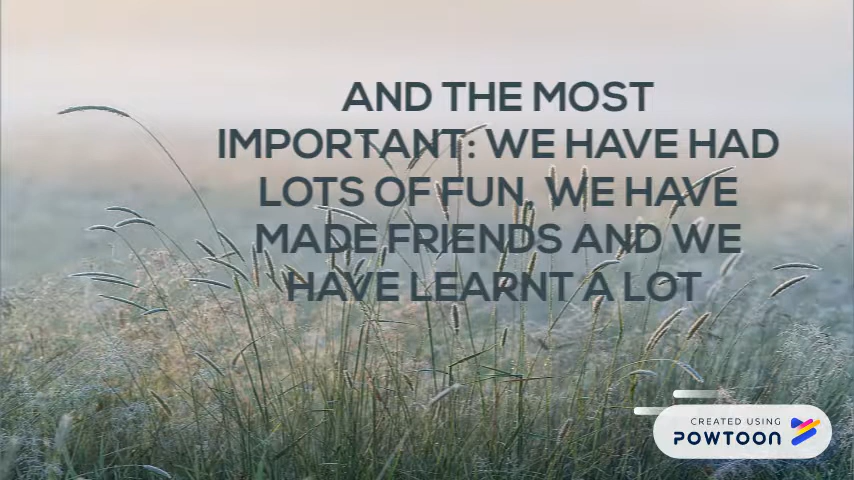 AND THE MOST
IMPORTANT: WE HAVE HAD
LOTS OF FUN, WE HAVE
MADE FRIENDS AND WE
HAVE LEARNT A LOT
CREATED USING
POWTOON